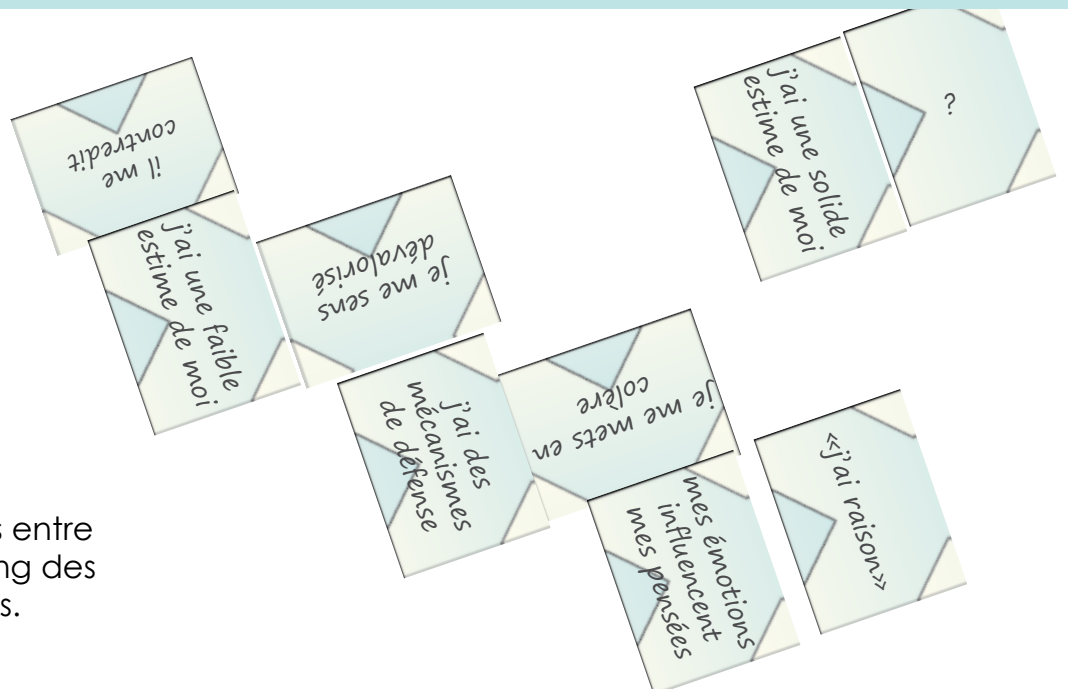 il me
contredit
j'ai une faible
estime de moi
je me sens
dévalorisé
j'ai des
mécanismes
de défense
je me mets en
colère
mes émotions
influencent
mes pensées
«j'ai raison»
j'ai une solide
estime de moi
?
s entre
ng des
s.